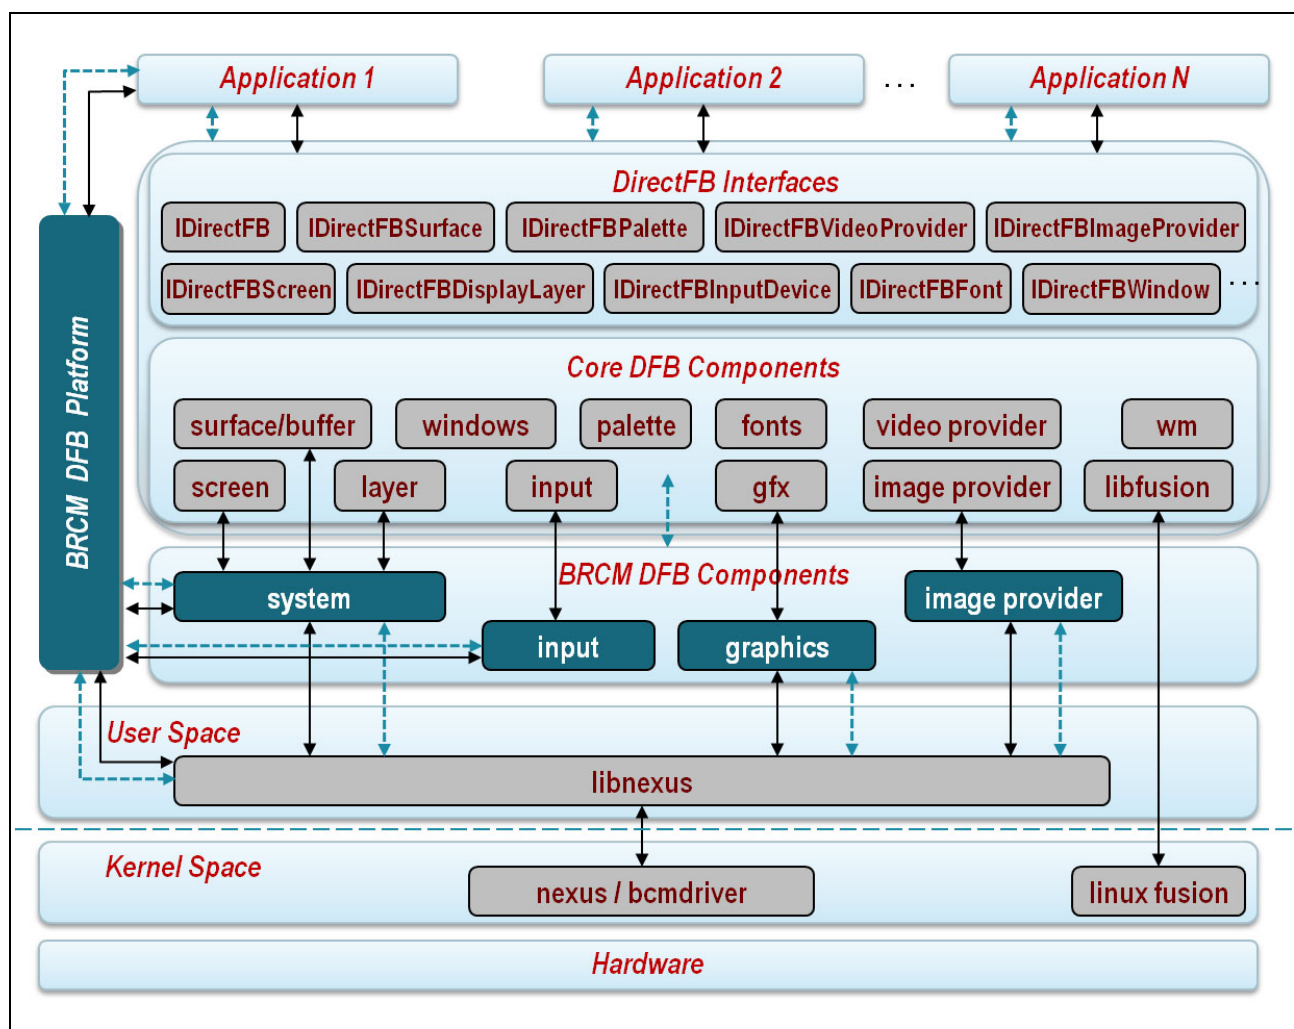 Application 1
Application 2
...
Application N
DirectFB Interfaces
IDirectFB
IDirectFBSurface
IDirectFBPalette
IDirectFBVideoProvider
IDirectFBImageProvider
IDirectFBScreen
IDirectFBDisplayLayer
IDirectFBInputDevice
IDirectFBFont
IDirectFBWindow
...
BRCM DFB Platform
Core DFB Components
surface/buffer
windows
palette
fonts
video provider
wm
screen
layer
input
gfx
image provider
libfusion
BRCM DFB Components
system
image provider
input
graphics
User Space
libnexus
Kernel Space
nexus / bcmdriver
linux fusion
Hardware